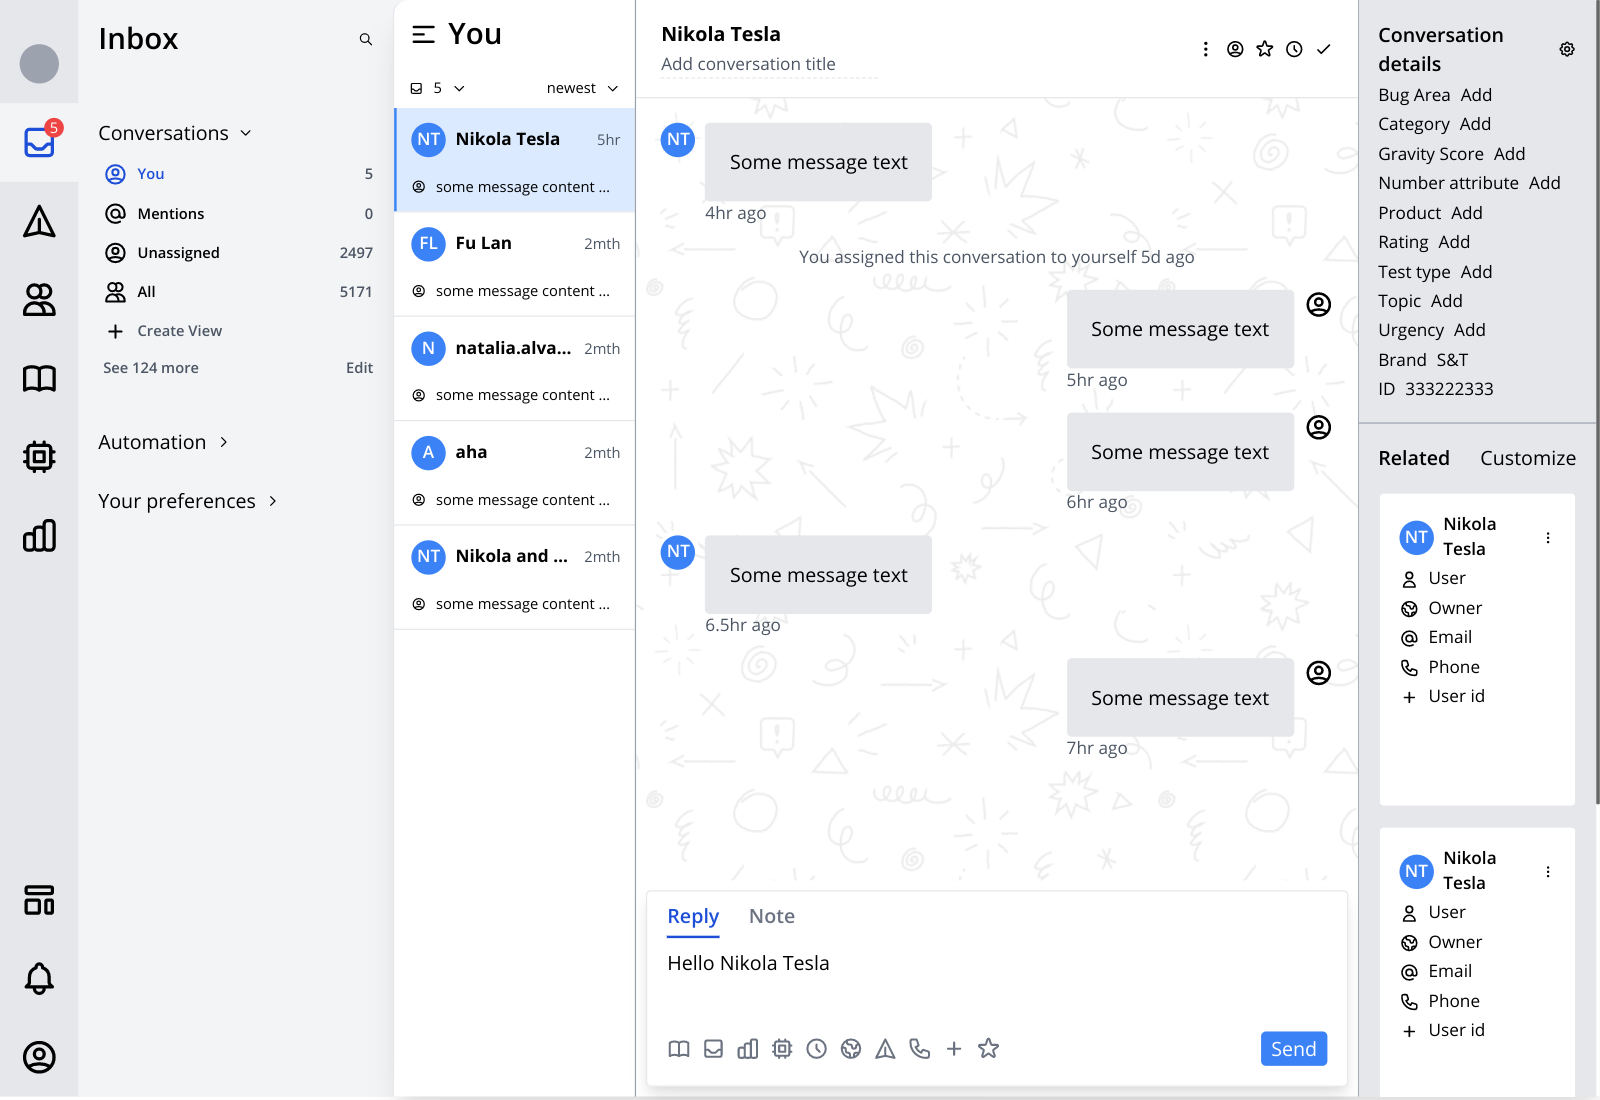 5
Inbox
Conversations
You 5
Mentions 0
Unassigned 2497
All 5171
Create View
See 124 more Edit
Automation
Your preferences
You
5 newest
NT Nikola Tesla 5hr
some message content ...
FL Fu Lan 2mth
some message content ...
N natalia.alva... 2mth
some message content ...
A aha 2mth
some message content ...
NT Nikola and ... 2mth
some message content ...
Nikola Tesla
Add conversation title
NT Some message text
4hr ago
You assigned this conversation to yourself 5d ago
Some message text
5hr ago
Some message text
6hr ago
NT Some message text
6.5hr ago
Some message text
7hr ago
Reply Note
Hello Nikola Tesla
Send
Conversation
details
Bug Area Add
Category Add
Gravity Score Add
Number attribute Add
Product Add
Rating Add
Test type Add
Topic Add
Urgency Add
Brand S&T
ID 333222333
Related Customize
NT Nikola
Tesla
User
Owner
Email
Phone
User id
NT Nikola
Tesla
User
Owner
Email
Phone
User id